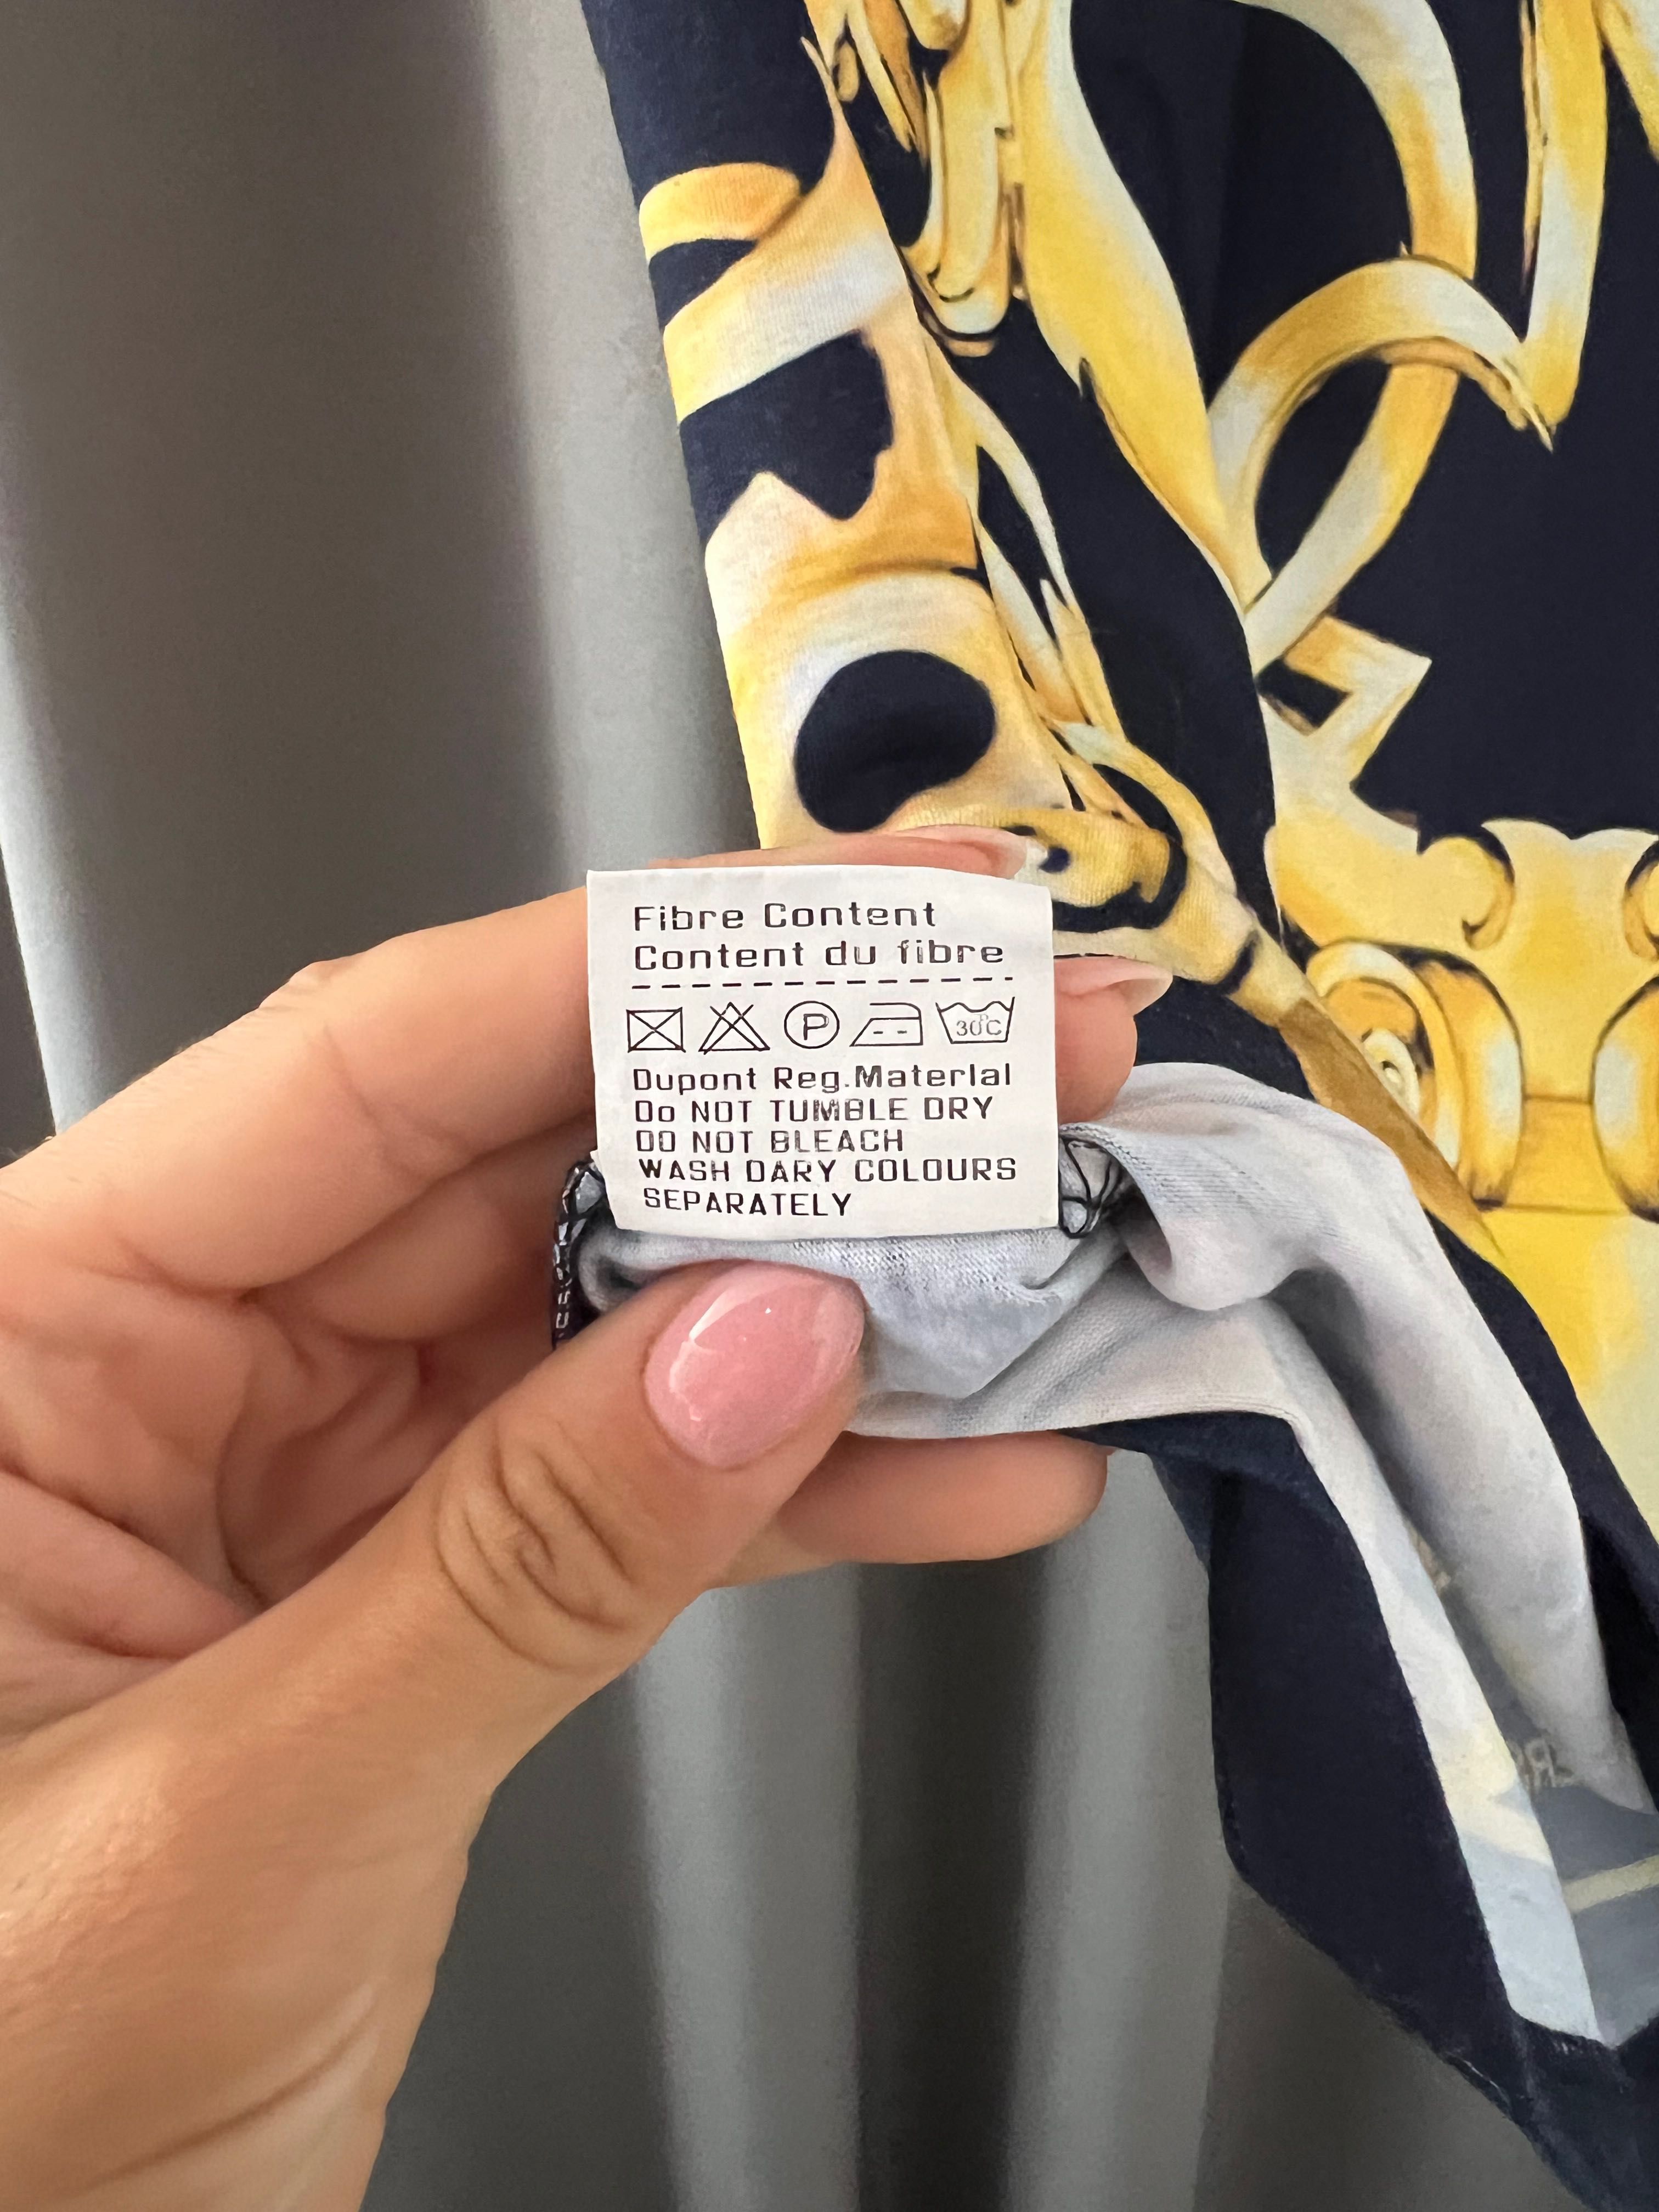 Fibre Content
Content du fibre
P 30°C
Dupont Reg.Materlal
Do NOT TUMBLE DRY
DO NOT BLEACH
WASH DARY COLOURS
SEPARATELY